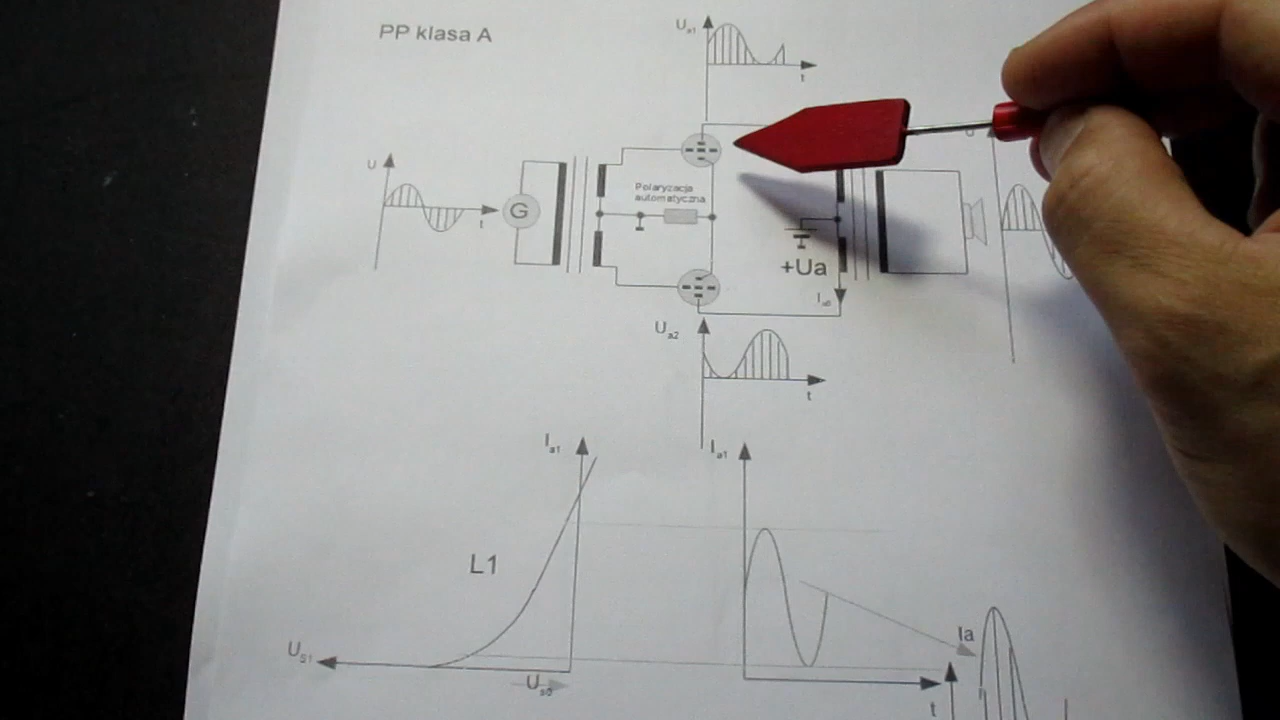 PP klasa A
Ua1
t
U
t
G
Polaryzacja
automatyczna
+Ua
Ia0
Ua2
t
Ia1
Ia1
L1
US1
Us0
Ia
t